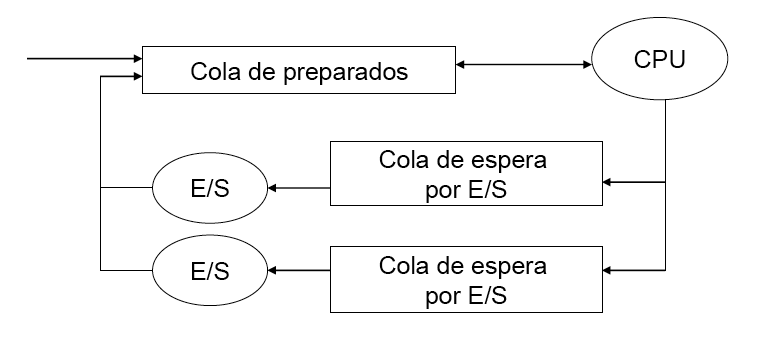 Cola de preparados
CPU
Cola de espera
por E/S
E/S
Cola de espera
por E/S
E/S